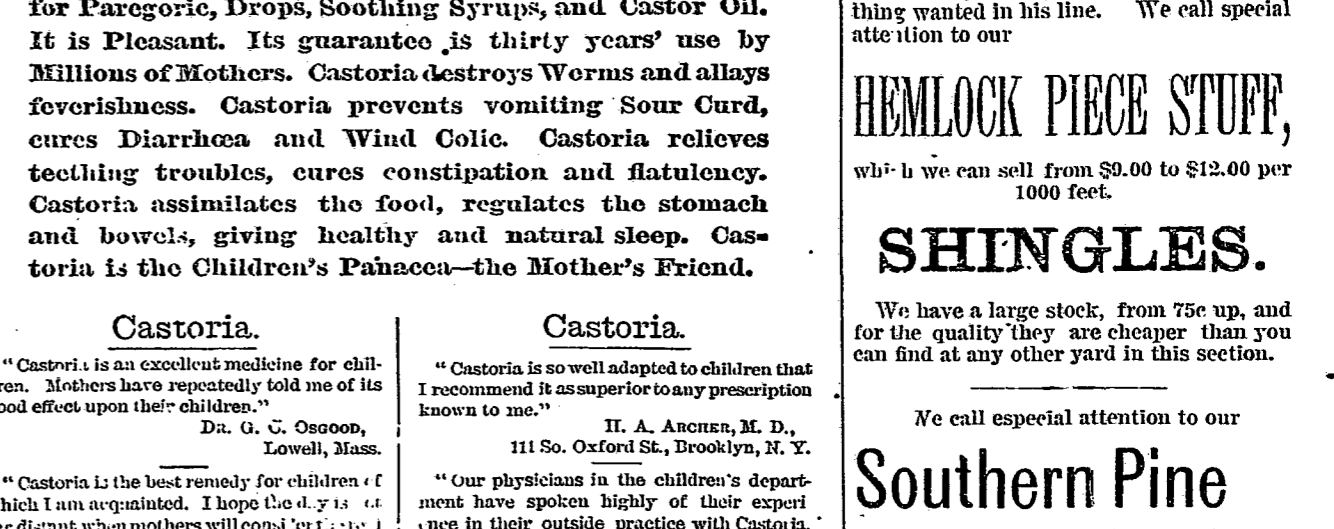 for Paregoric, Drops, Soothing Syrups, and Castor Oil.
It is Pleasant. Its guarantee is thirty years' use by
Millions of Mothers. Castoria destroys Worms and allays
feverishness. Castoria prevents vomiting Sour Curd,
cures Diarrhœa and Wind Colic. Castoria relieves
teething troubles, cures constipation and flatulency.
Castoria assimilates the food, regulates the stomach
and bowels, giving healthy and natural sleep. Cas-
toria is the Children's Panacea—the Mother's Friend.
Castoria.
"Castoria is an excellent medicine for chil-
ren. Mothers have repeatedly told me of its
ood effect upon their children."
Dr. G. C. Osgood,
Lowell, Mass.
"Castoria is the best remedy for children of
hich I am acquainted. I hope the day is
distant when mothers will
Castoria.
"Castoria is so well adapted to children that
I recommend it as superior to any prescription
known to me."
H. A. Archer, M. D.,
111 So. Oxford St., Brooklyn, N. Y.
"Our physicians in the children's depart-
ment have spoken highly of their experi
nce in their outside practice with Castoria.
thing wanted in his line. We call special
attention to our
HEMLOCK PIECE STUFF,
which we can sell from $9.00 to $12.00 per
1000 feet.
SHINGLES.
We have a large stock, from 75c up, and
for the quality they are cheaper than you
can find at any other yard in this section.
We call especial attention to our
Southern Pine